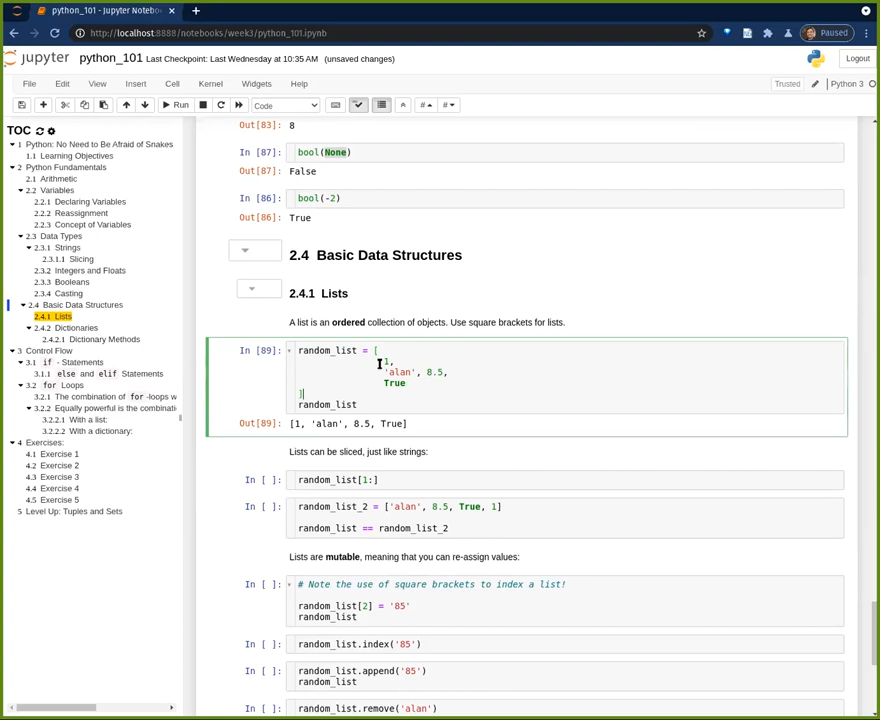 python_101 - Jupyter Notebo
http://localhost:8888/notebooks/week3/python_101.ipynb
Paused
jupyter python_101 Last Checkpoint: Last Wednesday at 10:35 AM (unsaved changes)
Logout
File Edit View Insert Cell Kernel Widgets Help
Trusted Python 3
Run Code
TOC
1 Python: No Need to Be Afraid of Snakes
1.1 Learning Objectives
2 Python Fundamentals
2.1 Arithmetic
2.2 Variables
2.2.1 Declaring Variables
2.2.2 Reassignment
2.2.3 Concept of Variables
2.3 Data Types
2.3.1 Strings
2.3.1.1 Slicing
2.3.2 Integers and Floats
2.3.3 Booleans
2.3.4 Casting
2.4 Basic Data Structures
2.4.1 Lists
2.4.2 Dictionaries
2.4.2.1 Dictionary Methods
3 Control Flow
3.1 if - Statements
3.1.1 else and elif Statements
3.2 for Loops
3.2.1 The combination of for -loops w
3.2.2 Equally powerful is the combinati
3.2.2.1 With a list:
3.2.2.2 With a dictionary:
4 Exercises:
4.1 Exercise 1
4.2 Exercise 2
4.3 Exercise 3
4.4 Exercise 4
4.5 Exercise 5
5 Level Up: Tuples and Sets
Out[83]: 8
In [87]: bool(None)
Out[87]: False
In [86]: bool(-2)
Out[86]: True
2.4 Basic Data Structures
2.4.1 Lists
A list is an ordered collection of objects. Use square brackets for lists.
In [89]: random_list = [
1,
'alan', 8.5,
True
]
random_list
Out[89]: [1, 'alan', 8.5, True]
Lists can be sliced, just like strings:
In [ ]: random_list[1:]
In [ ]: random_list_2 = ['alan', 8.5, True, 1]
random_list == random_list_2
Lists are mutable, meaning that you can re-assign values:
In [ ]: # Note the use of square brackets to index a list!
random_list[2] = '85'
random_list
In [ ]: random_list.index('85')
In [ ]: random_list.append('85')
random_list
In [ ]: random_list.remove('alan')